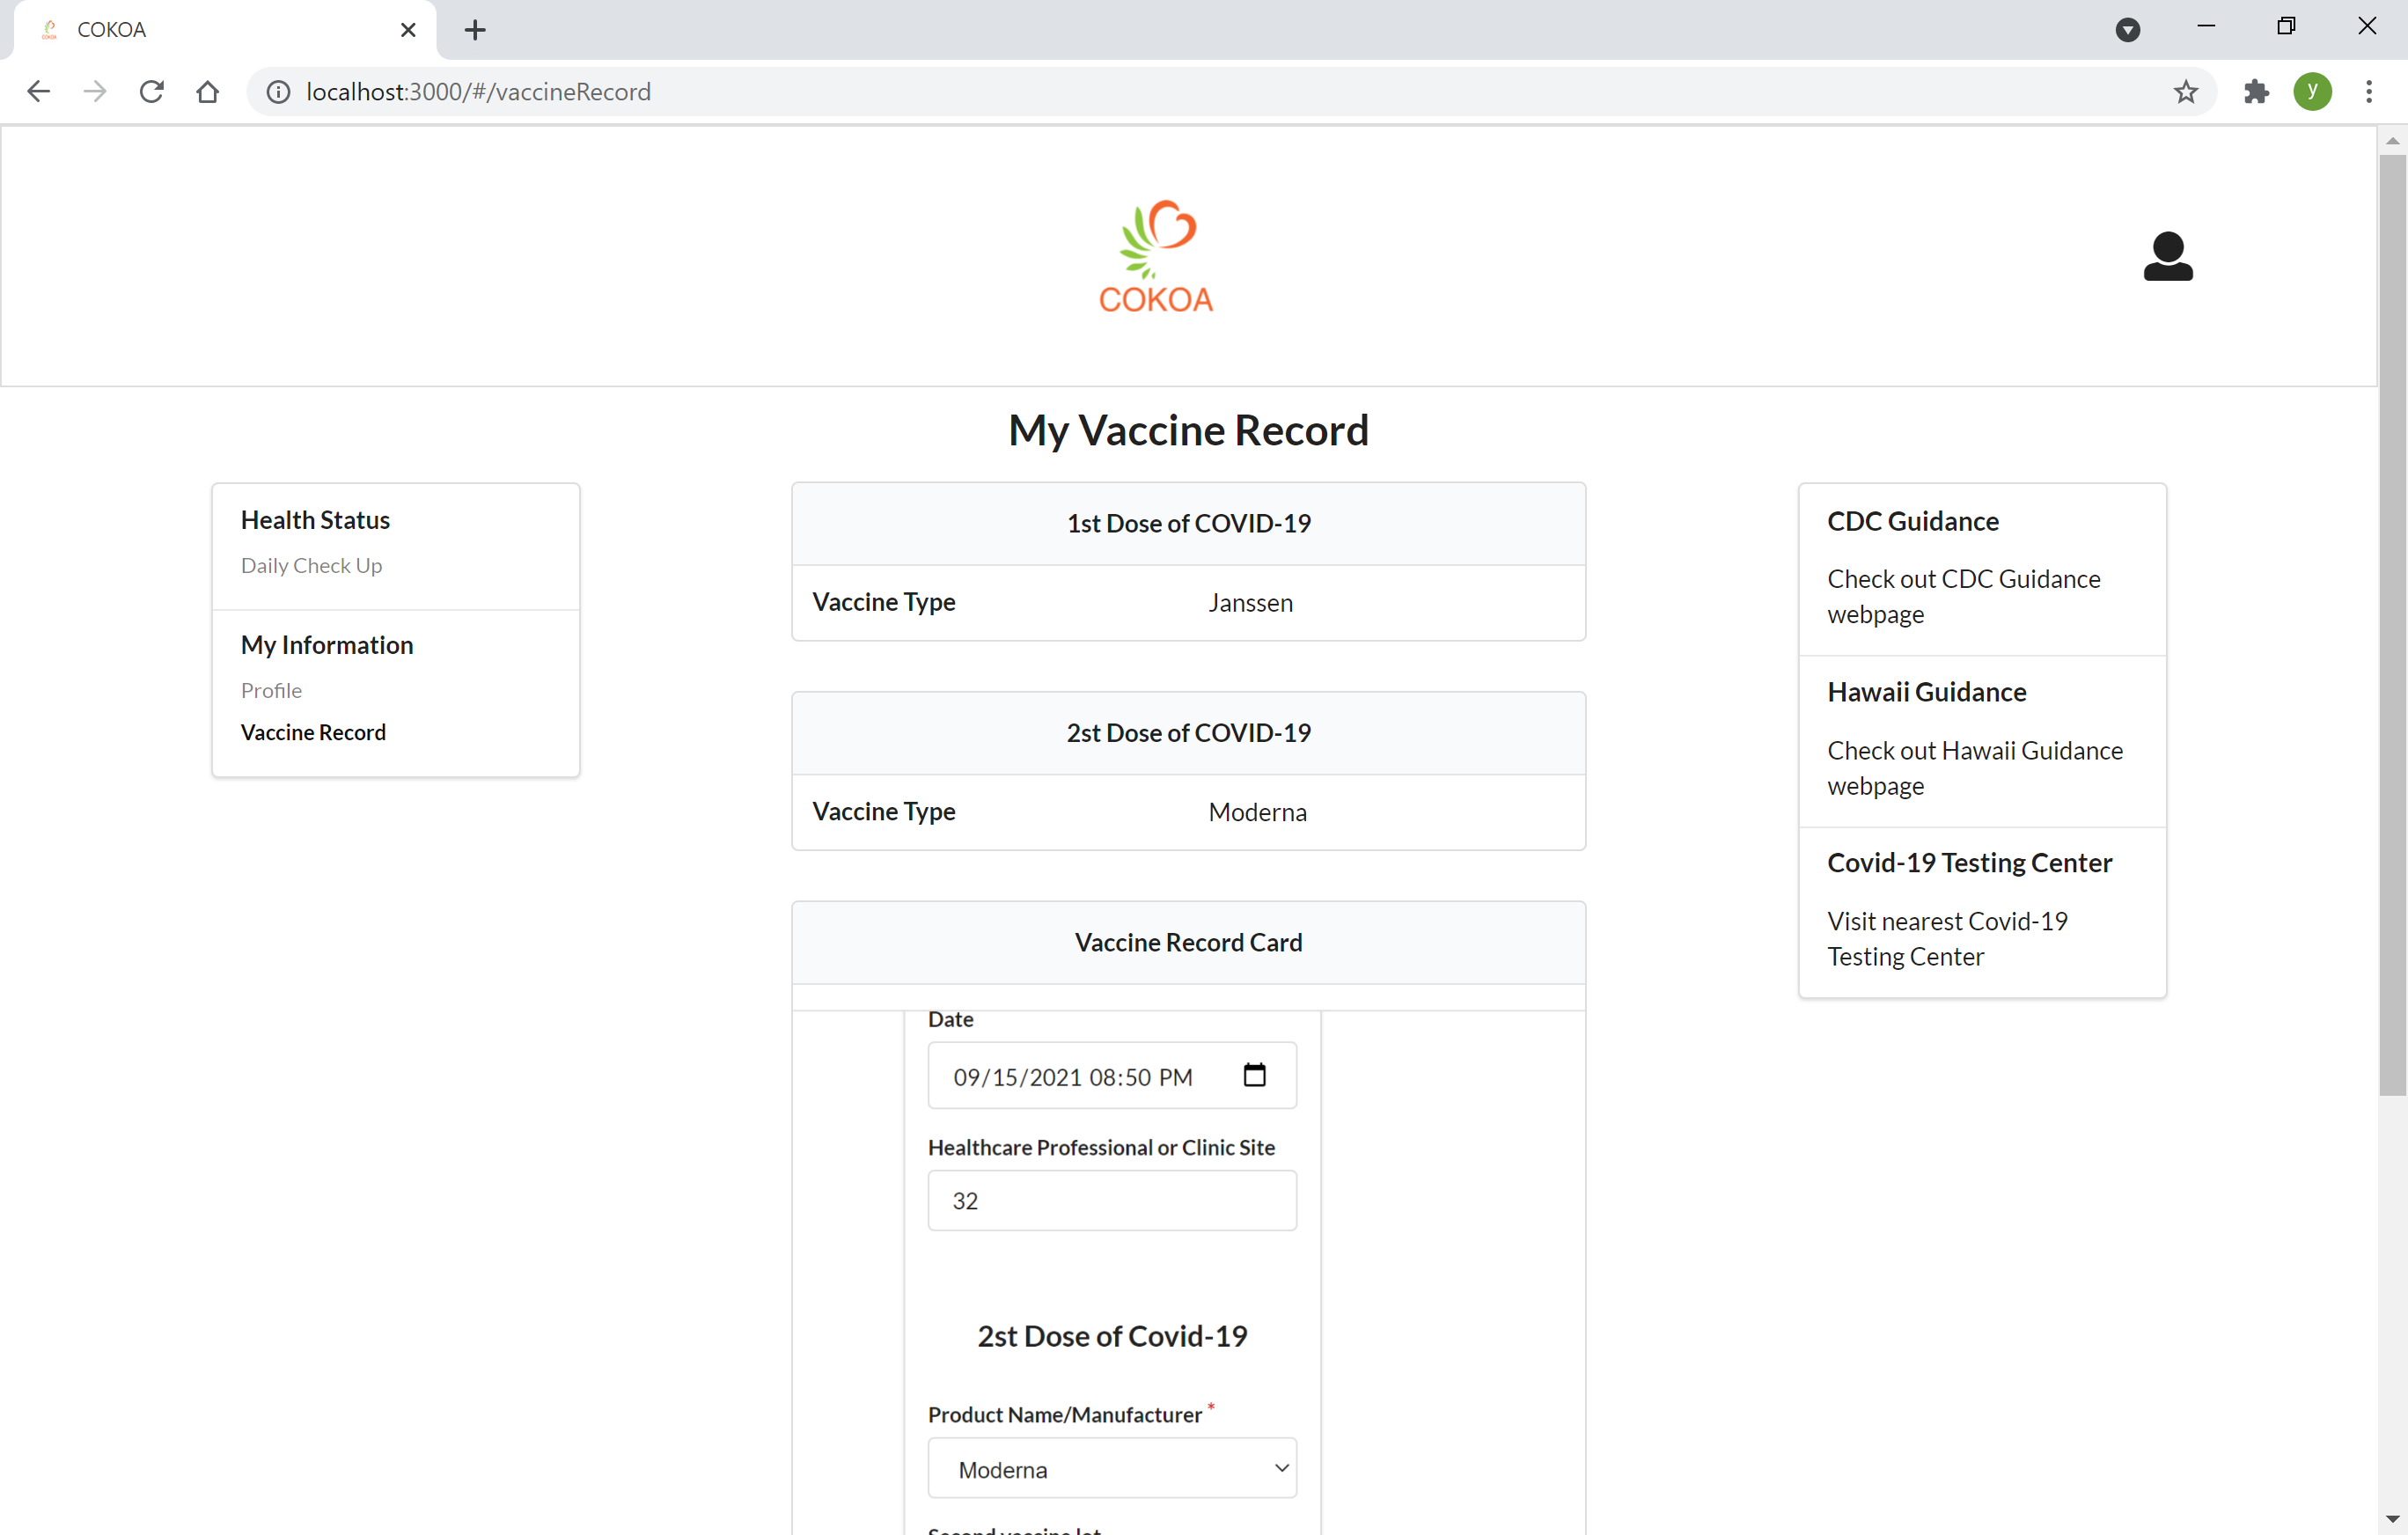 COKOA
localhost:3000/#/vaccineRecord
y
COKOA
My Vaccine Record
Health Status
Daily Check Up
My Information
Profile
Vaccine Record
1st Dose of COVID-19
Vaccine Type Janssen
2st Dose of COVID-19
Vaccine Type Moderna
Vaccine Record Card
Date
09/15/2021 08:50 PM
Healthcare Professional or Clinic Site
32
2st Dose of Covid-19
Product Name/Manufacturer *
Moderna
Second vaccine lot
CDC Guidance
Check out CDC Guidance
webpage
Hawaii Guidance
Check out Hawaii Guidance
webpage
Covid-19 Testing Center
Visit nearest Covid-19
Testing Center